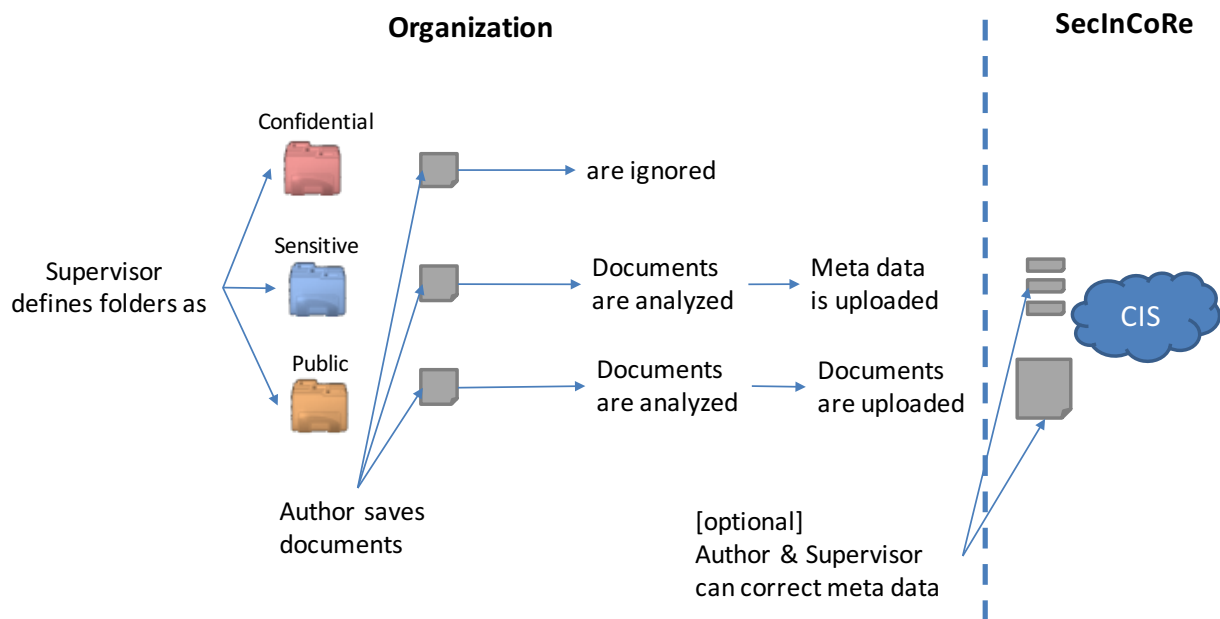 Organization
SecInCoRe
Confidential
are ignored
Sensitive
Supervisor
defines folders as
Documents
are analyzed
Meta data
is uploaded
CIS
Public
Documents
are analyzed
Documents
are uploaded
Author saves
documents
[optional]
Author & Supervisor
can correct meta data